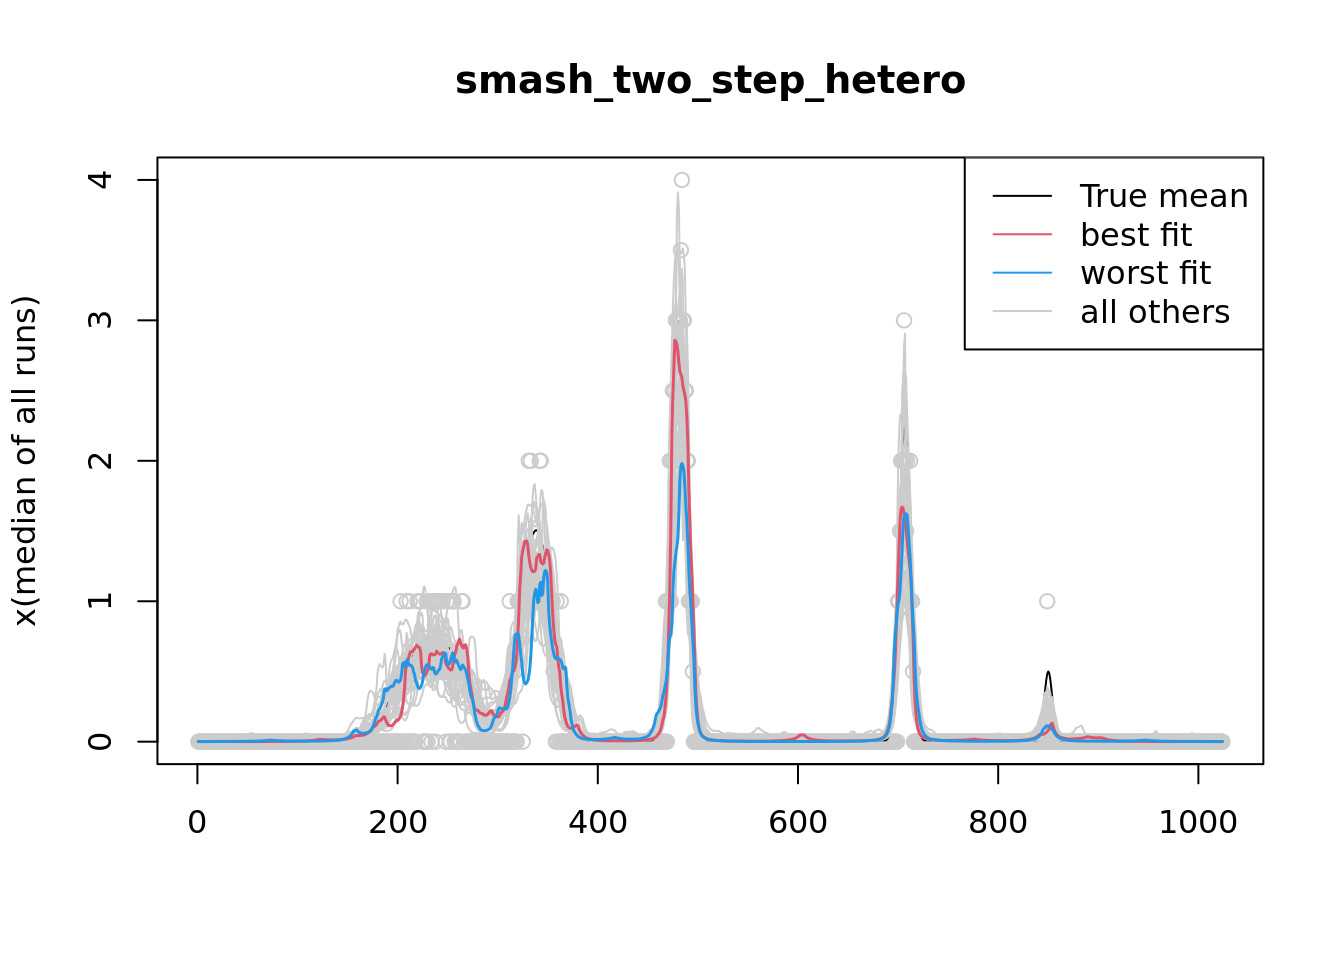 smash_two_step_hetero
x(median of all runs)
4
3
2
1
0
True mean
best fit
worst fit
all others
0 200 400 600 800 1000